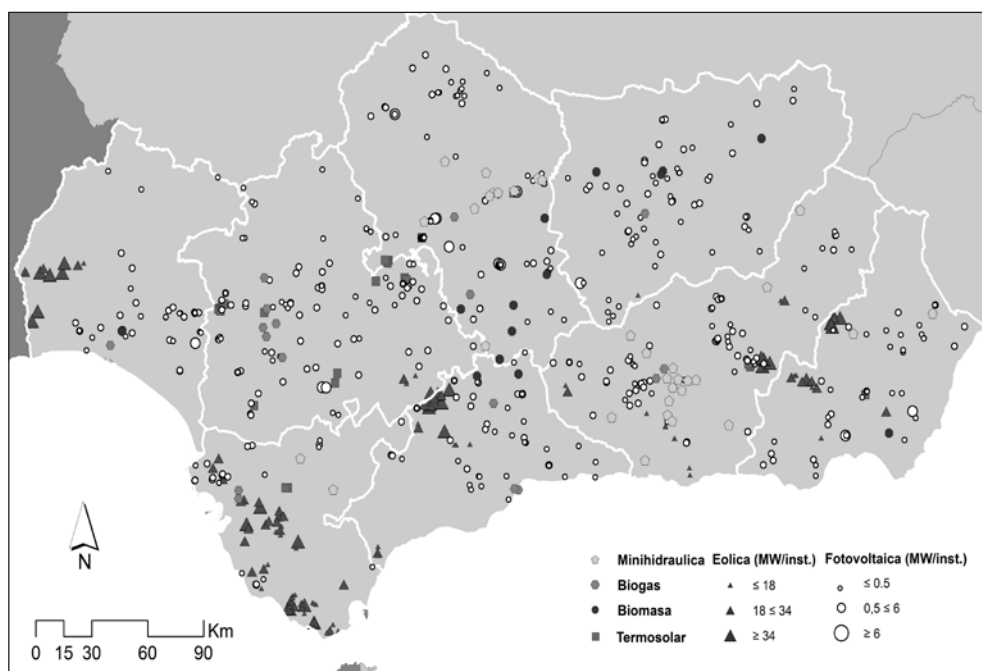 N
0 15 30 60 90 Km
Minihidraulica Eolica (MW/inst.) Fotovoltaica (MW/inst.)
Biogas ≤ 18 ≤ 0.5
Biomasa 18 ≤ 34 0,5 ≤ 6
Termosolar ≥ 34 ≥ 6